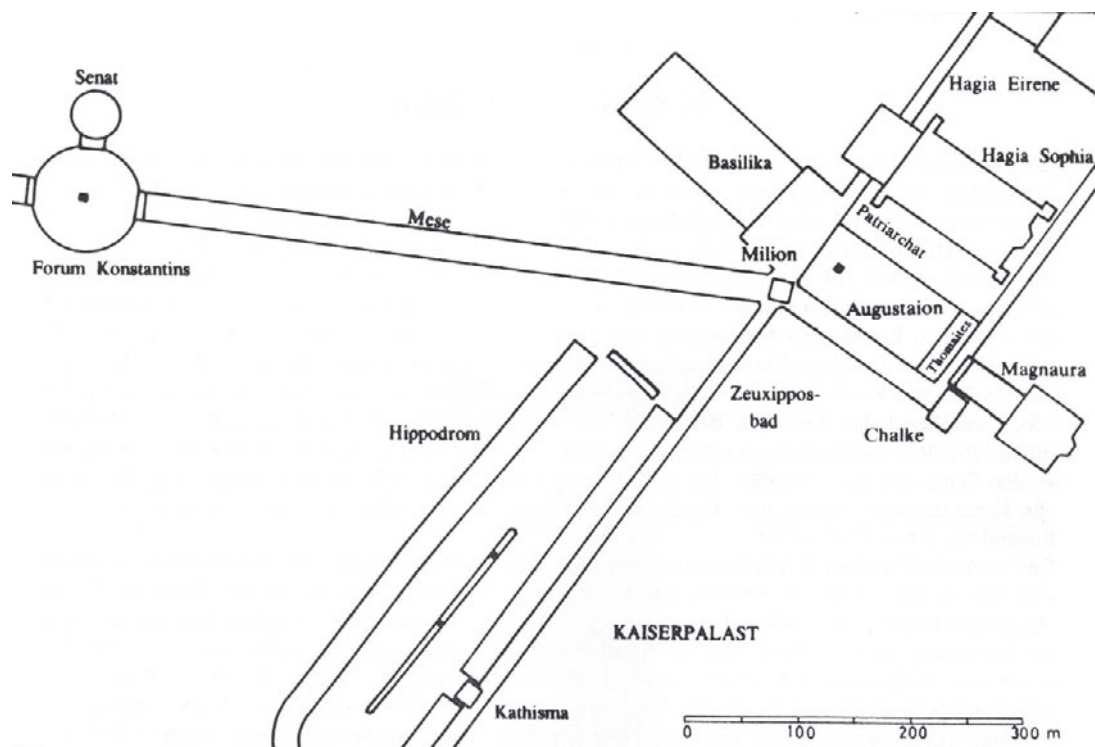 Senat
Hagia Eirene
Basilika
Hagia Sophia
Mese
Patriarchat
Forum Konstantins
Milion
Augustaion
Thomaites
Magnaura
Zeuxippos-
bad
Hippodrom
Chalke
KAISERPALAST
Kathisma
0 100 200 300 m